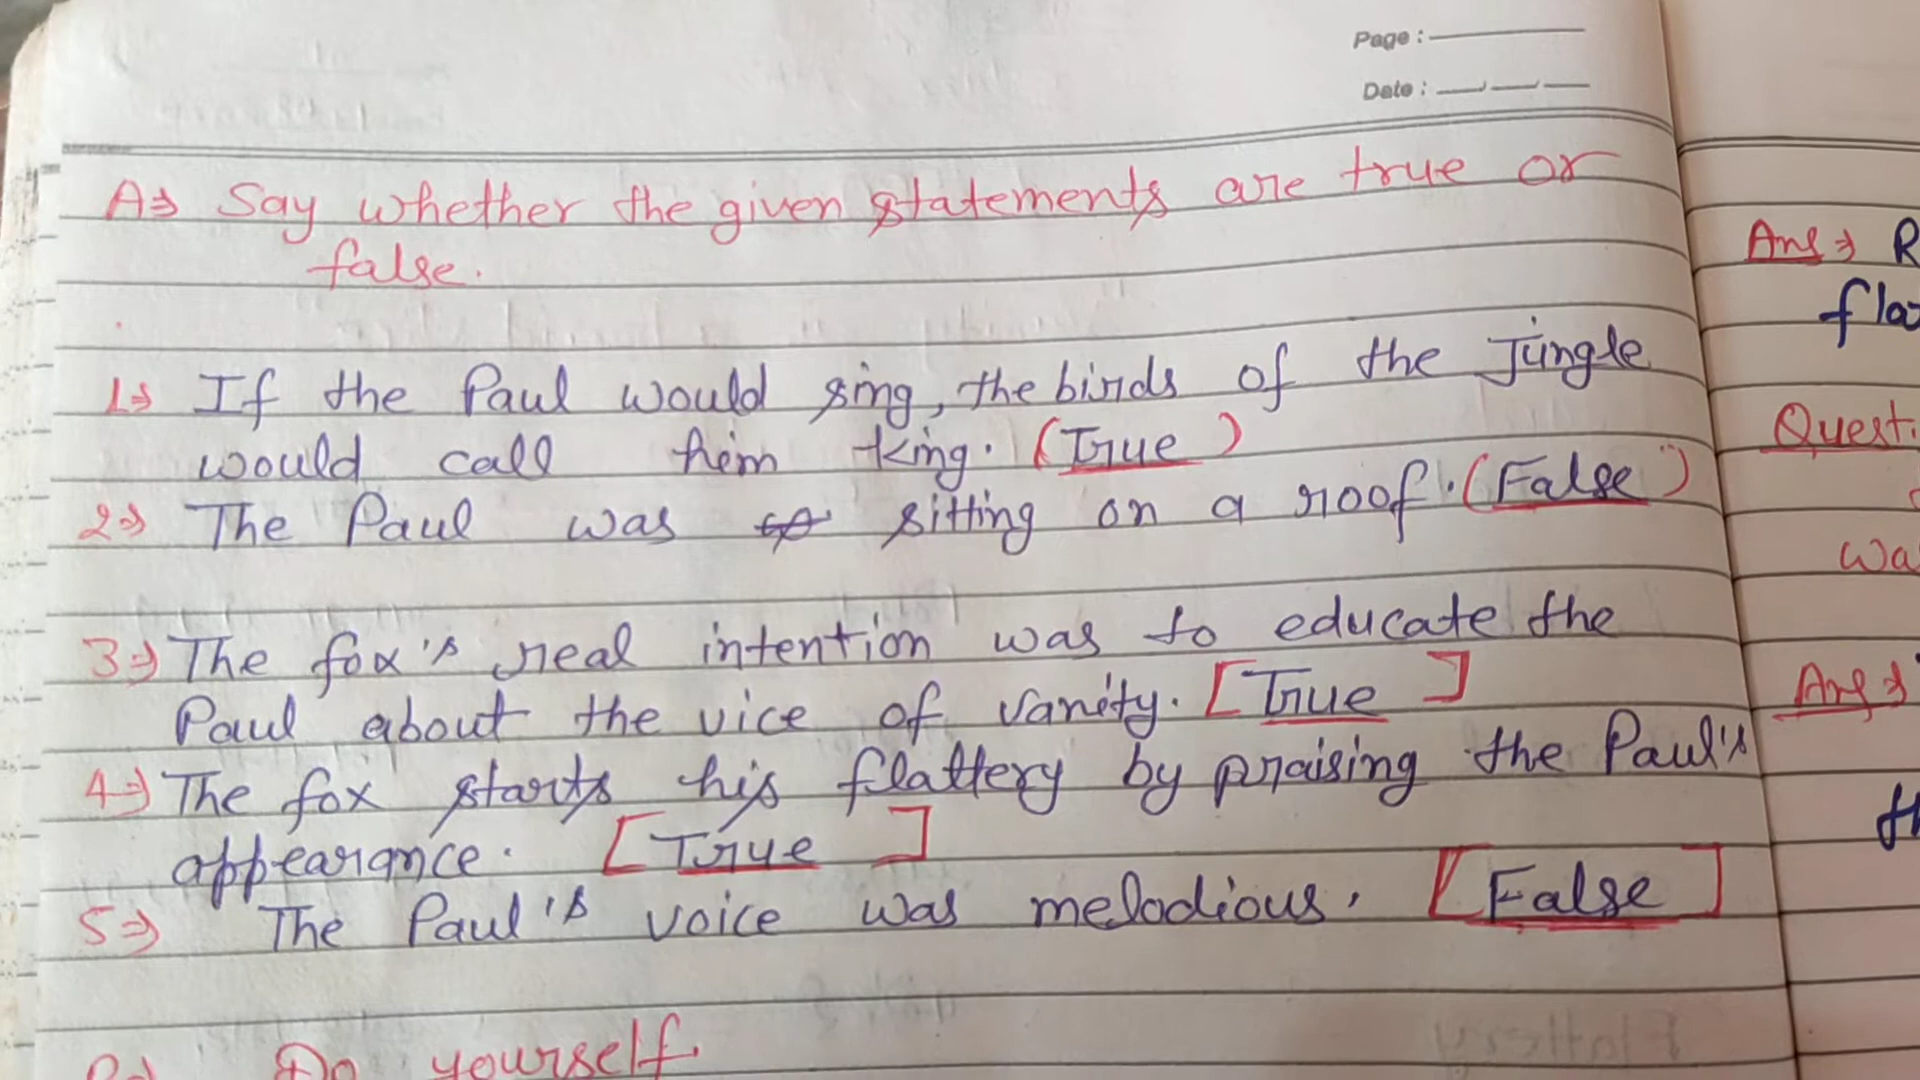 Page :
Date :
A⇒ Say whether the given statements are true or
false.
1⇒ If the Paul would sing, the birds of the Jungle
would call him king. (True)
2⇒ The Paul was sitting on a roof. (False)
3⇒ The fox's real intention was to educate the
Paul about the vice of vanity. [True]
4⇒ The fox starts his flattery by praising the Paul's
appearance. [True]
5⇒ The Paul's voice was melodious. [False]
Do yourself.
Ans⇒ R
Ans⇒